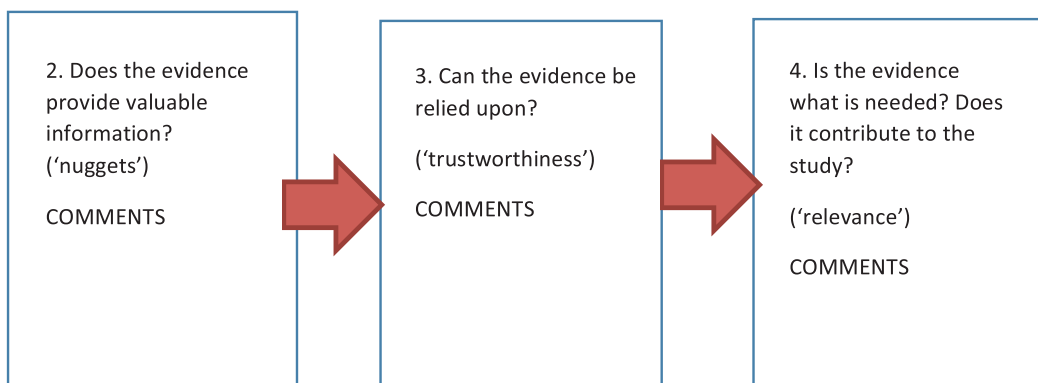 2. Does the evidence
provide valuable
information?
(‘nuggets’)
COMMENTS
3. Can the evidence be
relied upon?
(‘trustworthiness’)
COMMENTS
4. Is the evidence
what is needed? Does
it contribute to the
study?
(‘relevance’)
COMMENTS